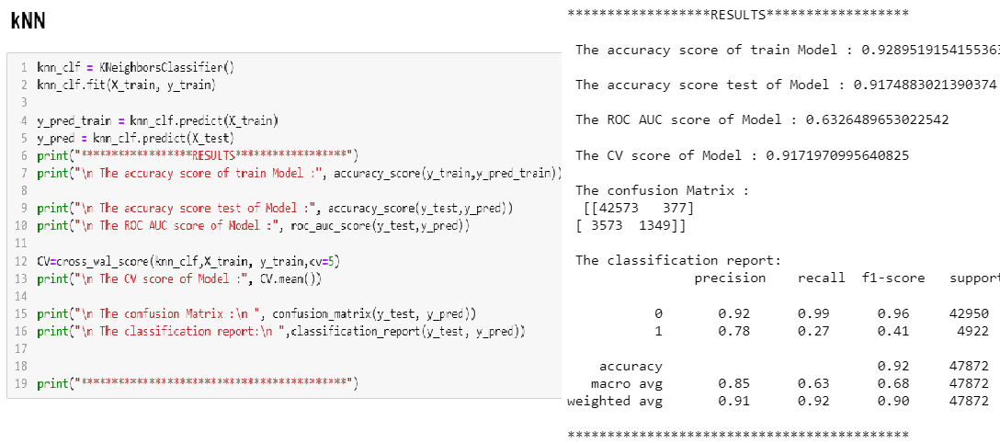 kNN
1 knn_clf = KNeighborsClassifier()
2 knn_clf.fit(X_train, y_train)
3
4 y_pred_train = knn_clf.predict(X_train)
5 y_pred = knn_clf.predict(X_test)
6 print("******************RESULTS******************")
7 print("\n The accuracy score of train Model :", accuracy_score(y_train,y_pred_train))
8
9 print("\n The accuracy score test of Model :", accuracy_score(y_test,y_pred))
10 print("\n The ROC AUC score of Model :", roc_auc_score(y_test,y_pred))
11
12 CV=cross_val_score(knn_clf,X_train, y_train,cv=5)
13 print("\n The CV score of Model :", CV.mean())
14
15 print("\n The confusion Matrix :\n ", confusion_matrix(y_test, y_pred))
16 print("\n The classification report:\n ",classification_report(y_test, y_pred))
17
18
19 print("*******************************************")
******************RESULTS******************
The accuracy score of train Model : 0.928951915415536
The accuracy score test of Model : 0.9174883021390374
The ROC AUC score of Model : 0.6326489653022542
The CV score of Model : 0.9171970995640825
The confusion Matrix :
[[42573   377]
[ 3573  1349]]
The classification report:
precision recall f1-score support
0 0.92 0.99 0.96 42950
1 0.78 0.27 0.41 4922
accuracy 0.92 47872
macro avg 0.85 0.63 0.68 47872
weighted avg 0.91 0.92 0.90 47872
*******************************************